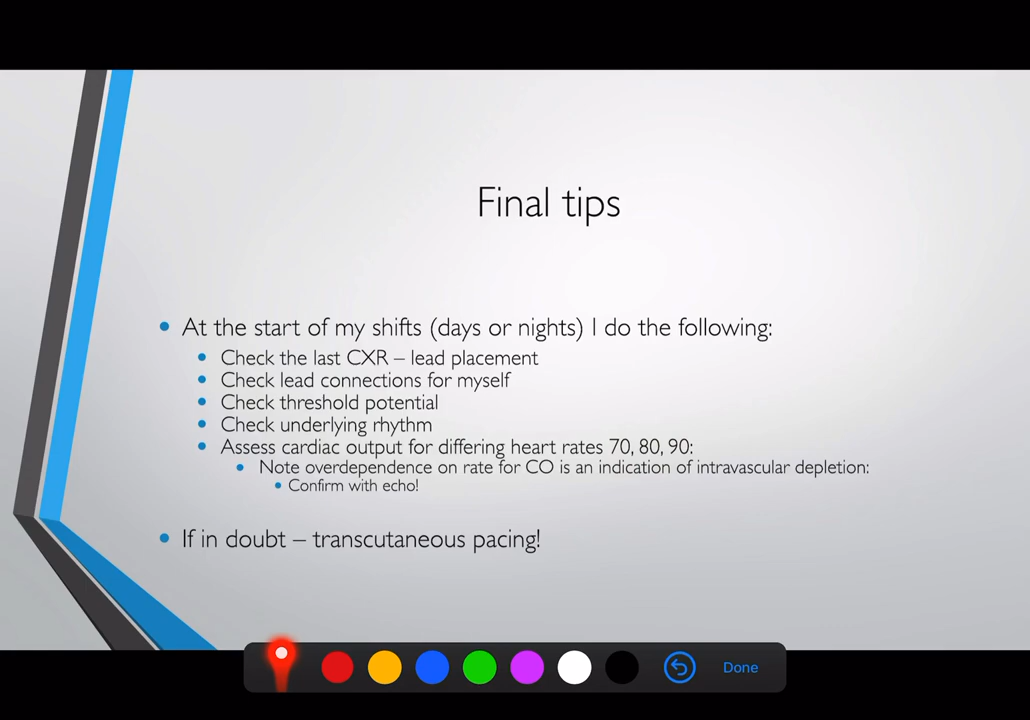 Final tips
At the start of my shifts (days or nights) I do the following:
Check the last CXR – lead placement
Check lead connections for myself
Check threshold potential
Check underlying rhythm
Assess cardiac output for differing heart rates 70, 80, 90:
Note overdependence on rate for CO is an indication of intravascular depletion:
Confirm with echo!
If in doubt – transcutaneous pacing!
Done